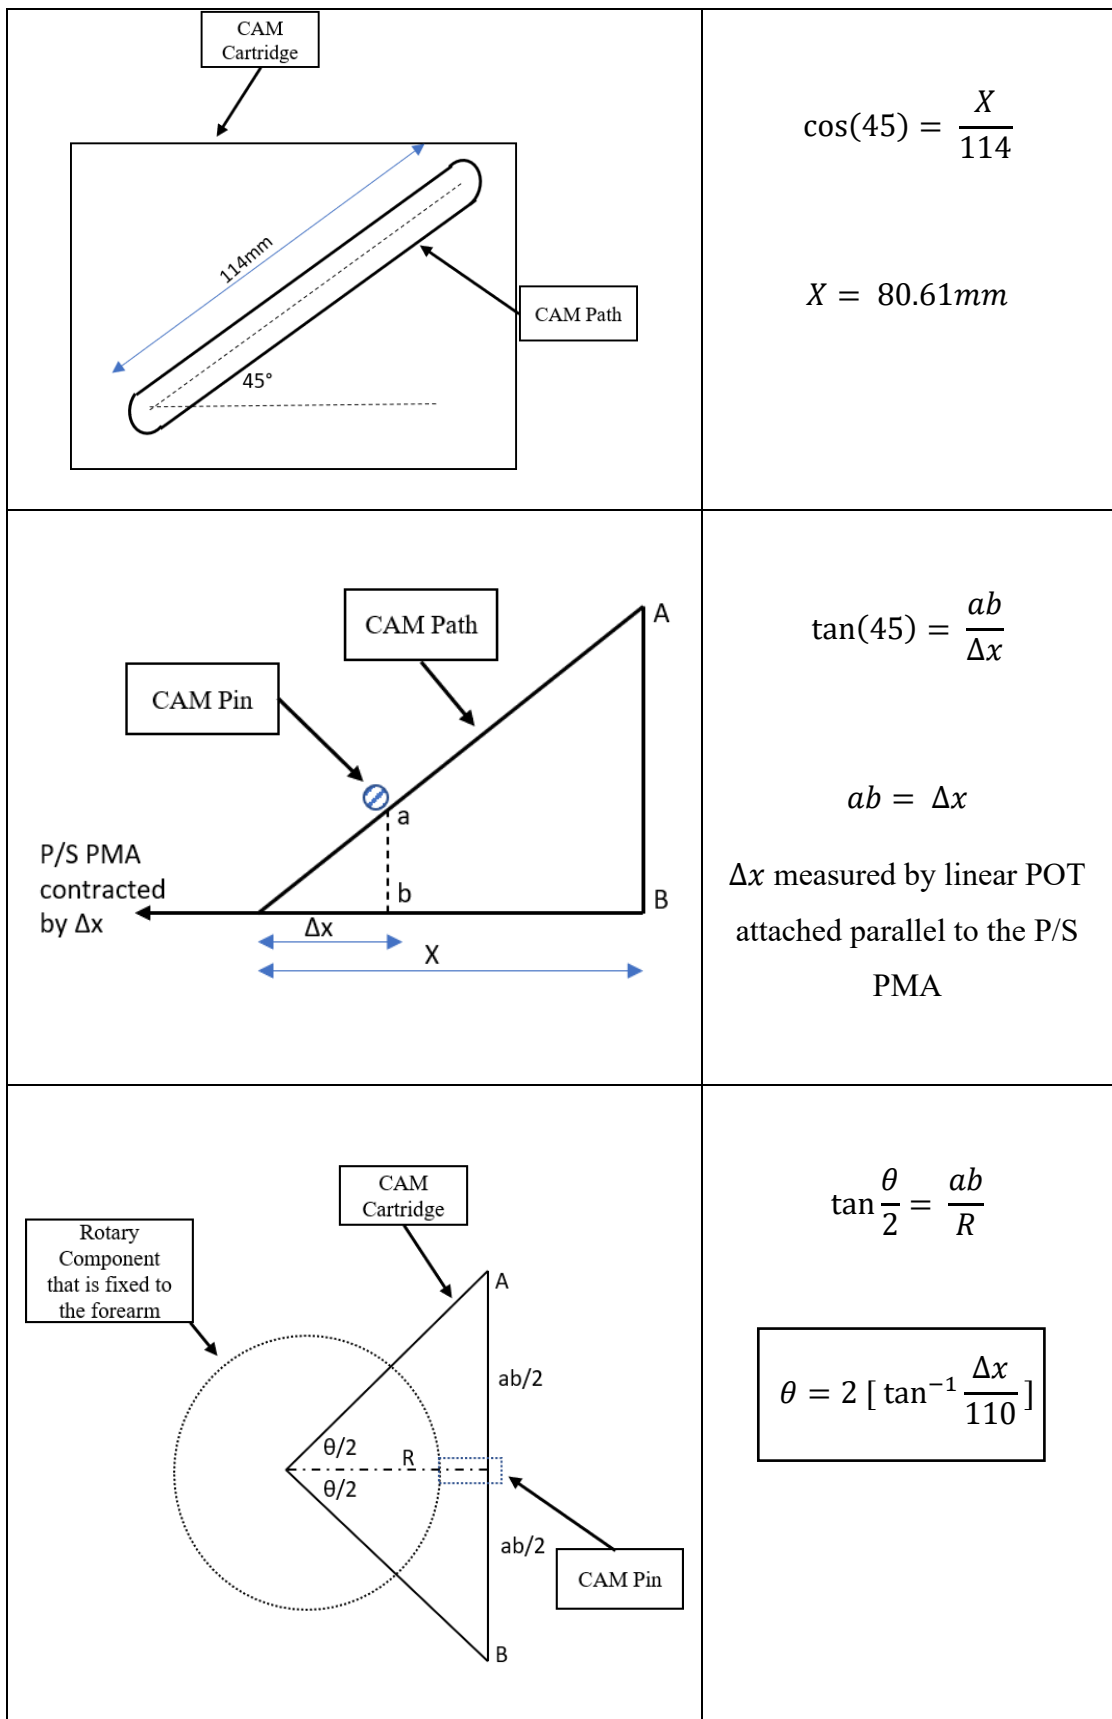 CAM
Cartridge
114mm
45°
CAM Path
cos(45) = X/114
X = 80.61mm
CAM Path
CAM Pin
A
a
b
B
P/S PMA
contracted
by Δx
Δx
X
tan(45) = ab/Δx
ab = Δx
Δx measured by linear POT
attached parallel to the P/S
PMA
CAM
Cartridge
Rotary
Component
that is fixed to
the forearm
A
ab/2
θ/2
R
θ/2
ab/2
CAM Pin
B
tan θ/2 = ab/R
θ = 2 [ tan⁻¹ Δx/110 ]